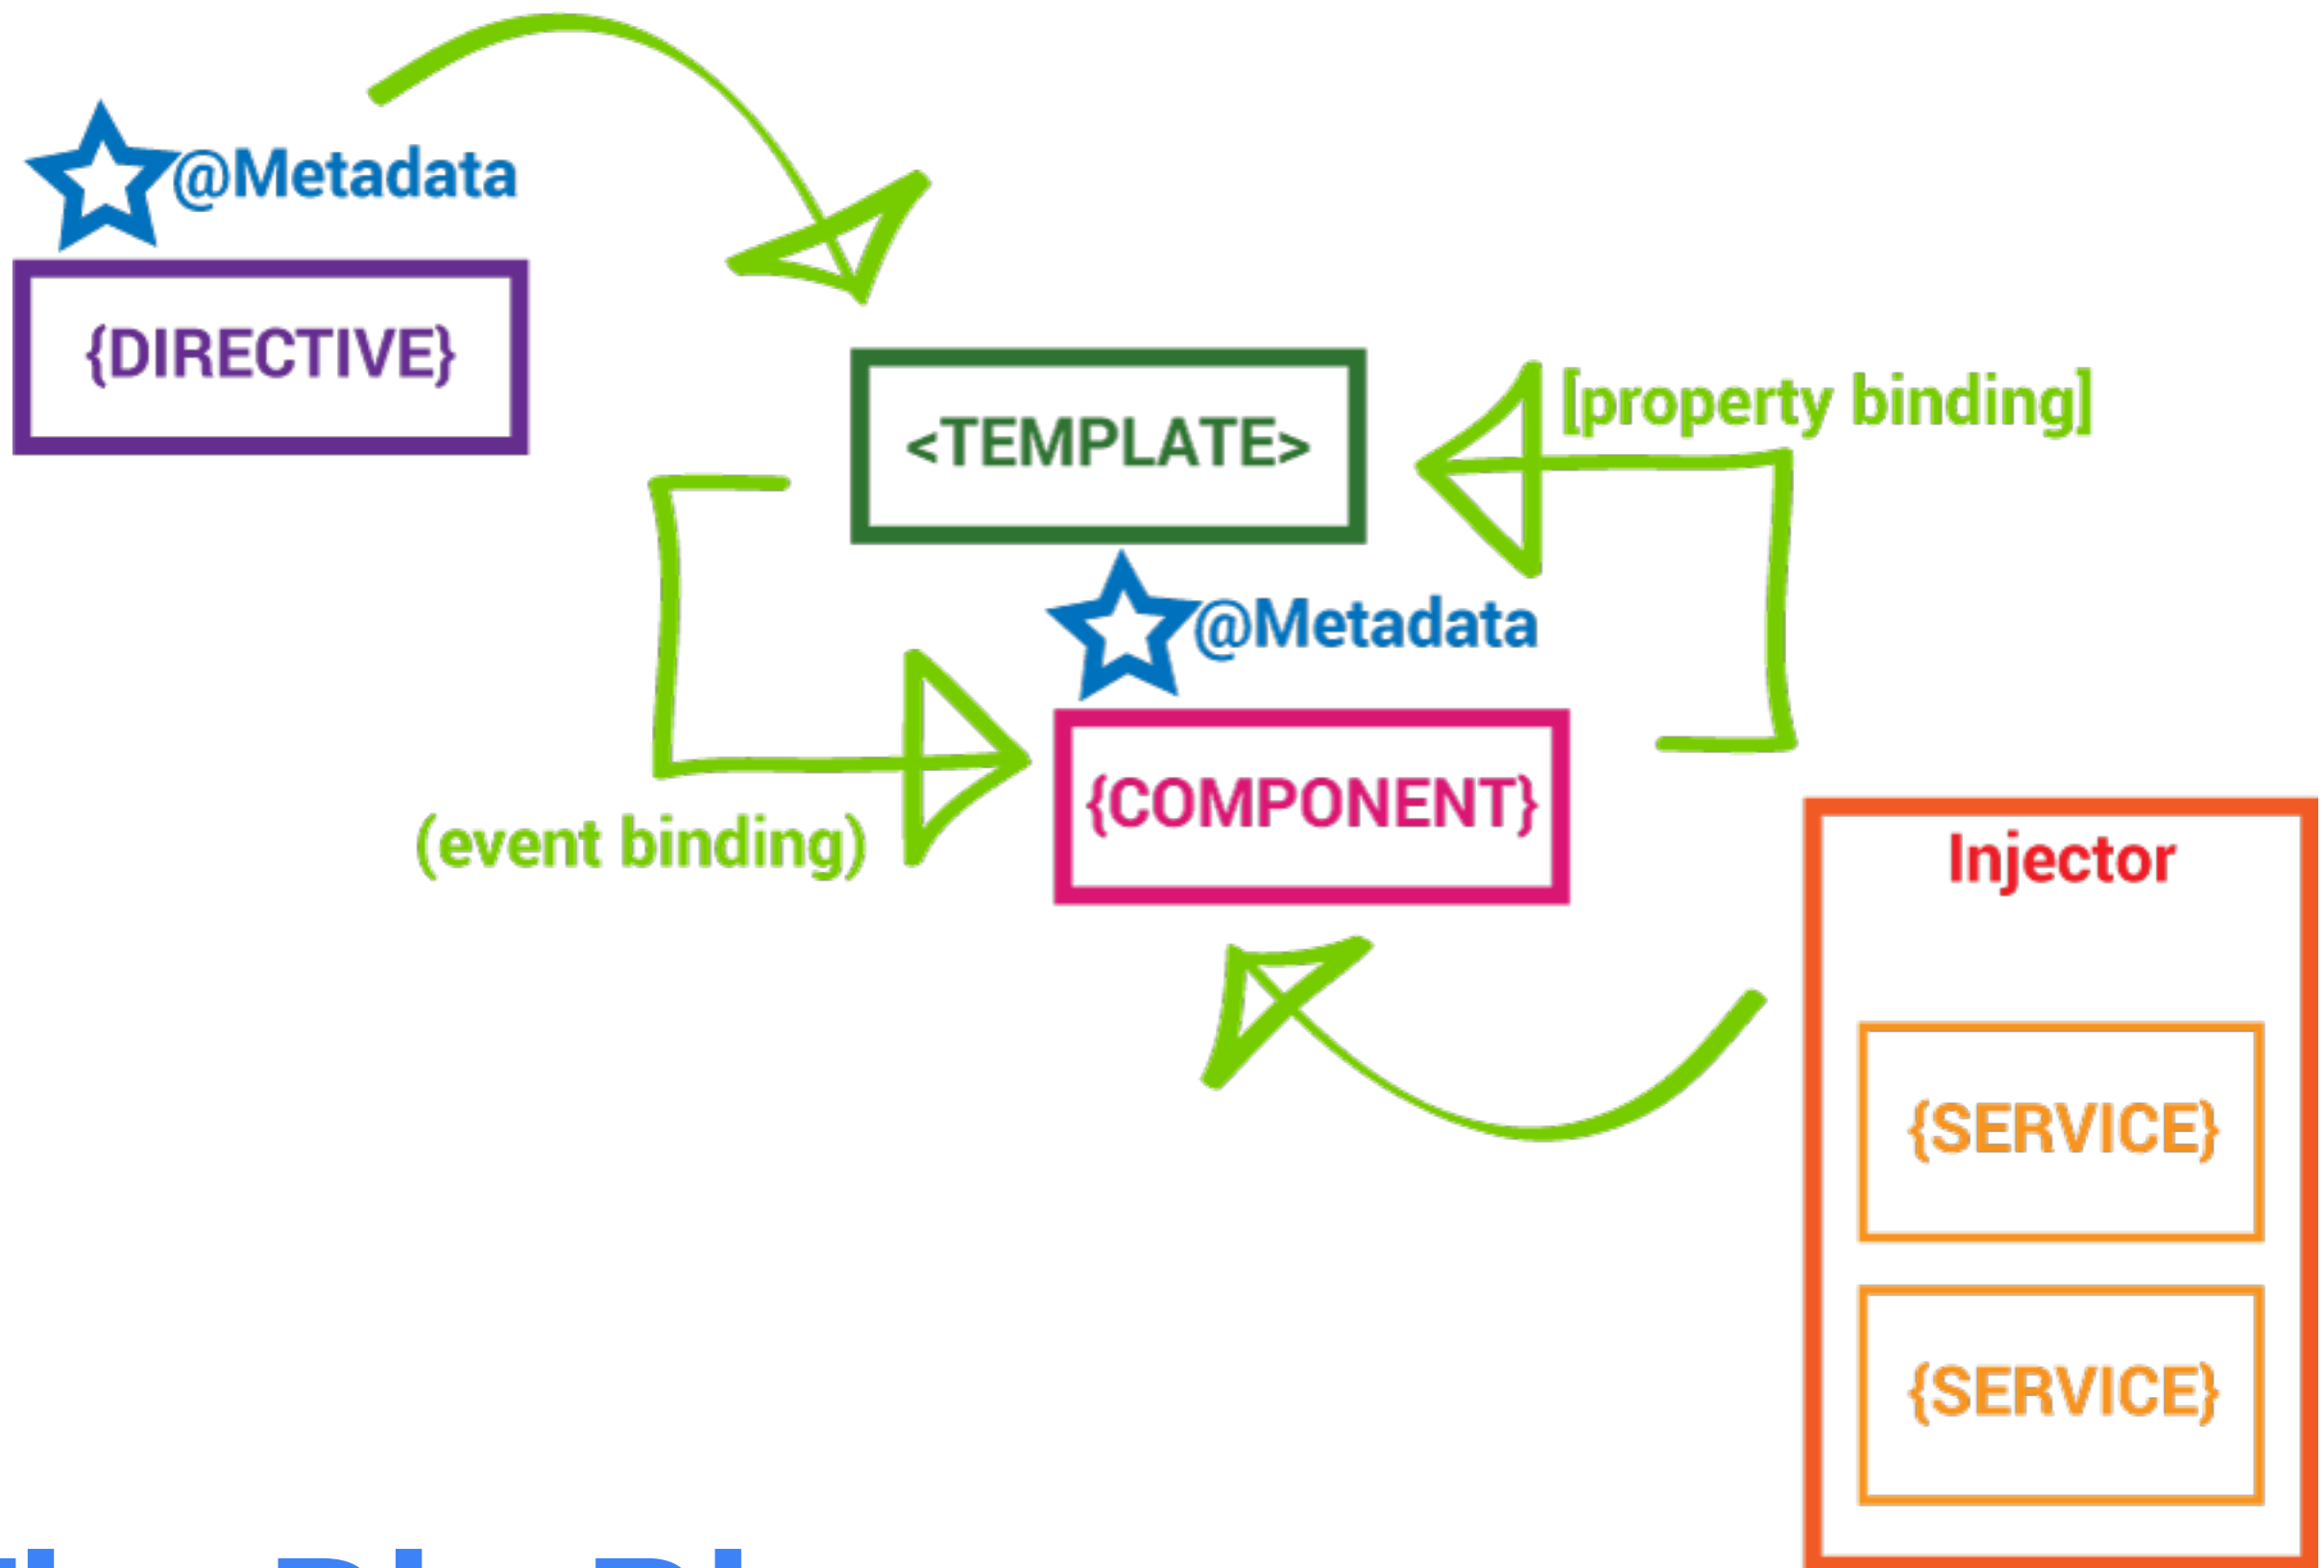 @Metadata
{DIRECTIVE}
<TEMPLATE>
[property binding]
@Metadata
{COMPONENT}
(event binding)
Injector
{SERVICE}
{SERVICE}